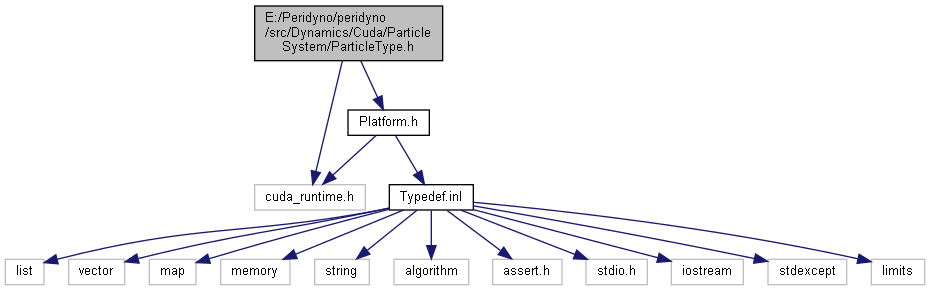 E:/Peridyno/peridyno
/src/Dynamics/Cuda/Particle
System/ParticleType.h
Platform.h
cuda_runtime.h
Typedef.inl
list
vector
map
memory
string
algorithm
assert.h
stdio.h
iostream
stdexcept
limits